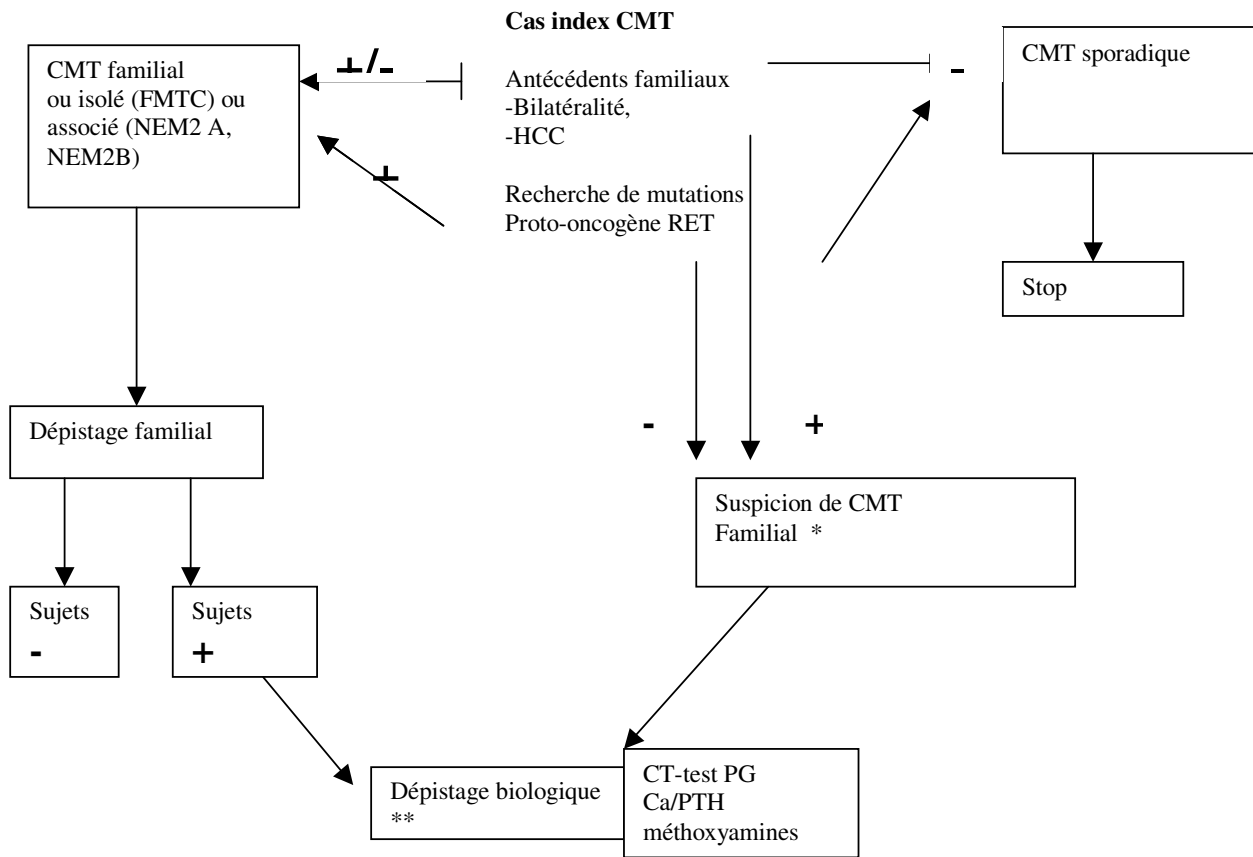 Cas index CMT
CMT familial
ou isolé (FMTC) ou
associé (NEM2 A,
NEM2B)
+/-
Antécédents familiaux
-Bilatéralité,
-HCC
-
CMT sporadique
+
Recherche de mutations
Proto-oncogène RET
Stop
Dépistage familial
-
+
Suspicion de CMT
Familial *
Sujets
-
Sujets
+
Dépistage biologique
**
CT-test PG
Ca/PTH
méthoxyamines